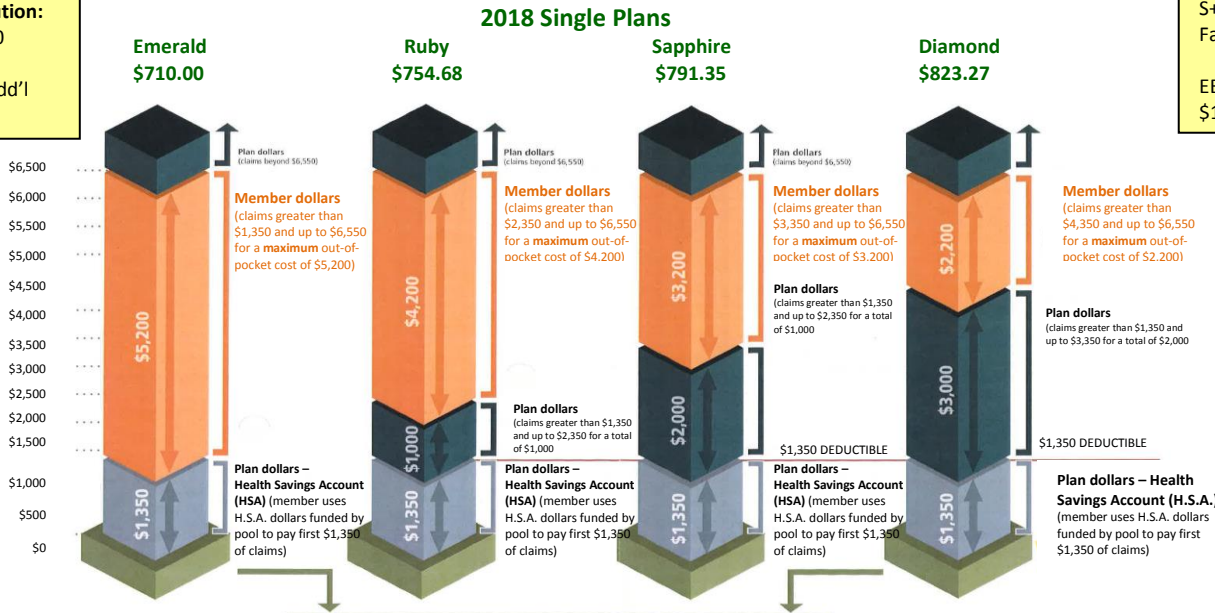 ution:
0
dd'l
S+
Fa
EE
$1
2018 Single Plans
Emerald
$710.00
Ruby
$754.68
Sapphire
$791.35
Diamond
$823.27
$6,500
$6,000
$5,500
$5,000
$4,500
$4,000
$3,500
$3,000
$2,500
$2,000
$1,500
$1,000
$500
$0
Plan dollars
(claims beyond $6,550)
Member dollars
(claims greater than
$1,350 and up to $6,550
for a maximum out-of-
pocket cost of $5,200)
$5,200
$1,350
Plan dollars –
Health Savings Account
(HSA) (member uses
H.S.A. dollars funded by
pool to pay first $1,350
of claims)
Plan dollars
(claims beyond $6,550)
Member dollars
(claims greater than
$2,350 and up to $6,550
for a maximum out-of-
pocket cost of $4,200)
$4,200
Plan dollars
(claims greater than $1,350
and up to $2,350 for a total
of $1,000
$1,000
$1,350
Plan dollars –
Health Savings Account
(HSA) (member uses
H.S.A. dollars funded by
pool to pay first $1,350
of claims)
Plan dollars
(claims beyond $6,550)
Member dollars
(claims greater than
$3,350 and up to $6,550
for a maximum out-of-
pocket cost of $3,200)
$3,200
Plan dollars
(claims greater than $1,350
and up to $2,350 for a total
of $1,000
$2,000
$1,350 DEDUCTIBLE
$1,350
Plan dollars –
Health Savings Account
(HSA) (member uses
H.S.A. dollars funded by
pool to pay first $1,350
of claims)
Member dollars
(claims greater than
$4,350 and up to $6,550
for a maximum out-of-
pocket cost of $2,200)
$2,200
Plan dollars
(claims greater than $1,350 and
up to $3,350 for a total of $2,000
$3,000
$1,350 DEDUCTIBLE
$1,350
Plan dollars – Health
Savings Account (H.S.A.)
(member uses H.S.A. dollars
funded by pool to pay first
$1,350 of claims)